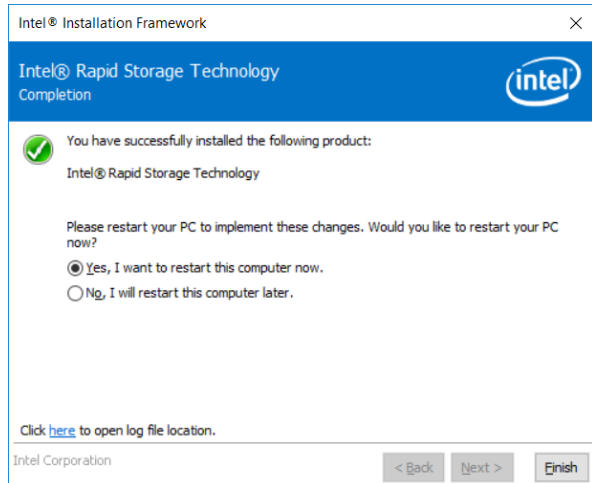 Intel® Installation Framework
Intel® Rapid Storage Technology
Completion
intel
You have successfully installed the following product:
Intel® Rapid Storage Technology
Please restart your PC to implement these changes. Would you like to restart your PC
now?
Yes, I want to restart this computer now.
No, I will restart this computer later.
Click here to open log file location.
Intel Corporation
< Back Next > Finish